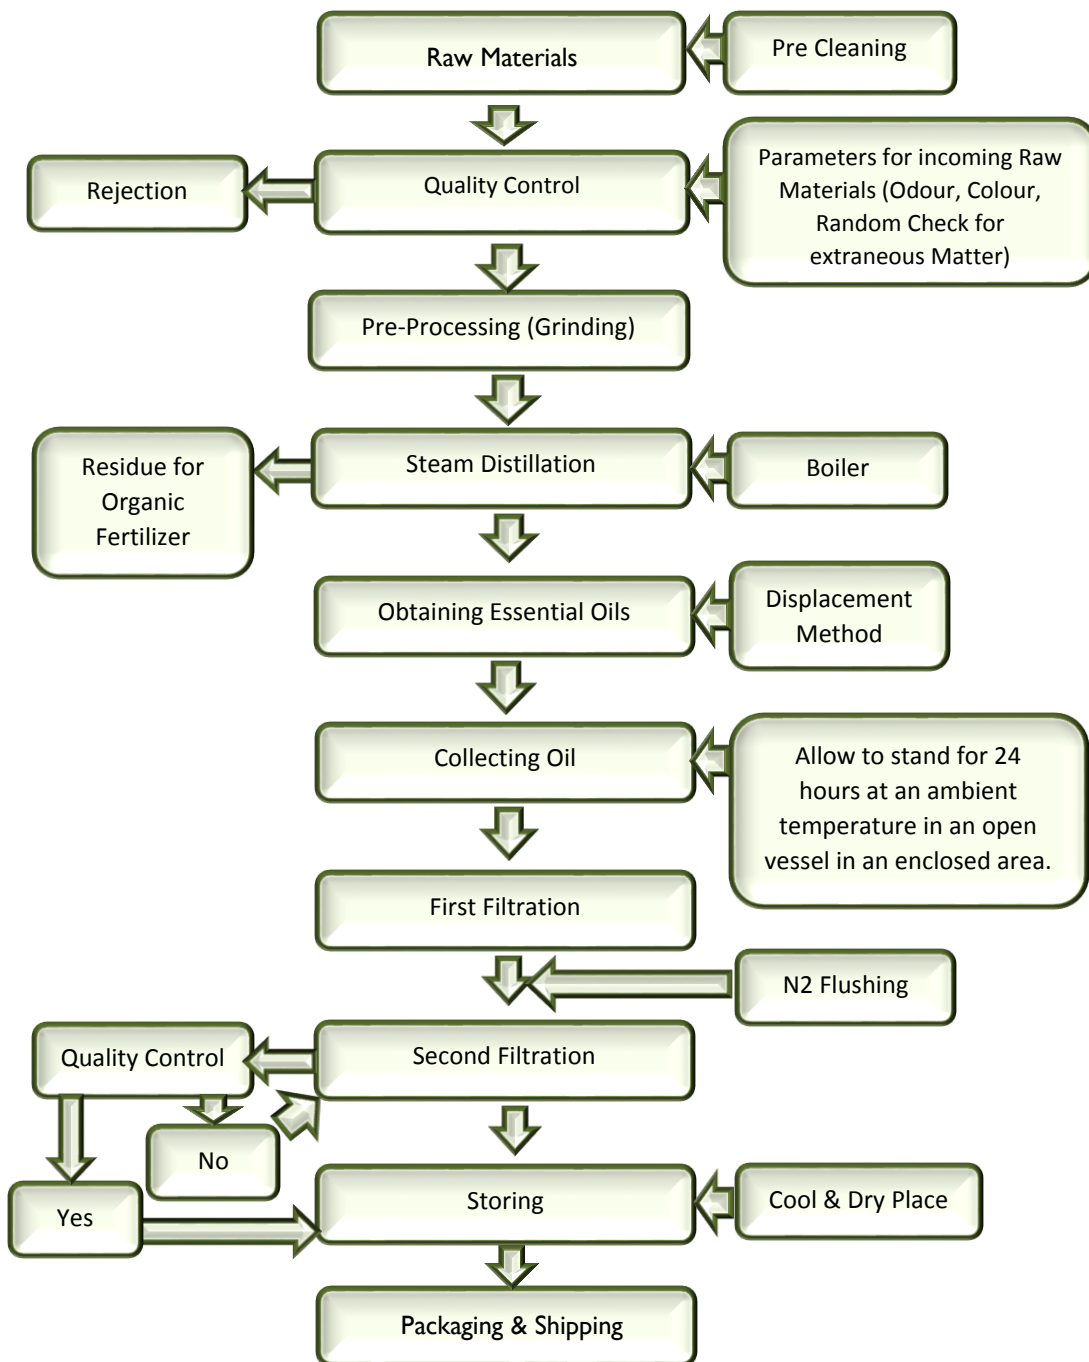 Raw Materials
Pre Cleaning
Rejection
Quality Control
Parameters for incoming Raw
Materials (Odour, Colour,
Random Check for
extraneous Matter)
Pre-Processing (Grinding)
Residue for
Organic
Fertilizer
Steam Distillation
Boiler
Obtaining Essential Oils
Displacement
Method
Collecting Oil
Allow to stand for 24
hours at an ambient
temperature in an open
vessel in an enclosed area.
First Filtration
N2 Flushing
Quality Control
Second Filtration
No
Yes
Storing
Cool & Dry Place
Packaging & Shipping